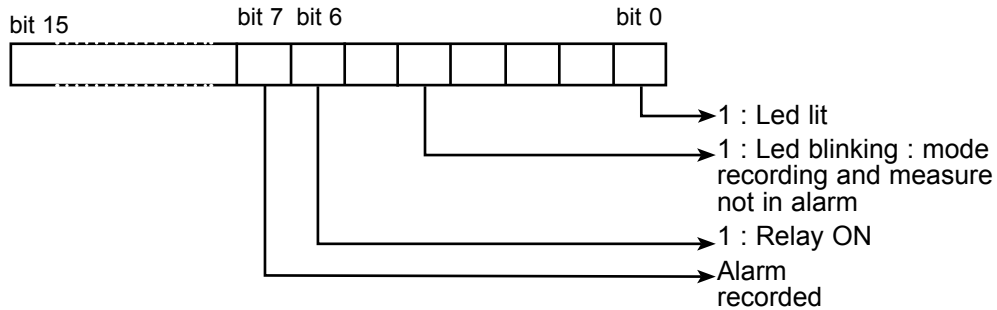 bit 15
bit 7
bit 6
bit 0
1 : Led lit
1 : Led blinking : mode
recording and measure
not in alarm
1 : Relay ON
Alarm
recorded